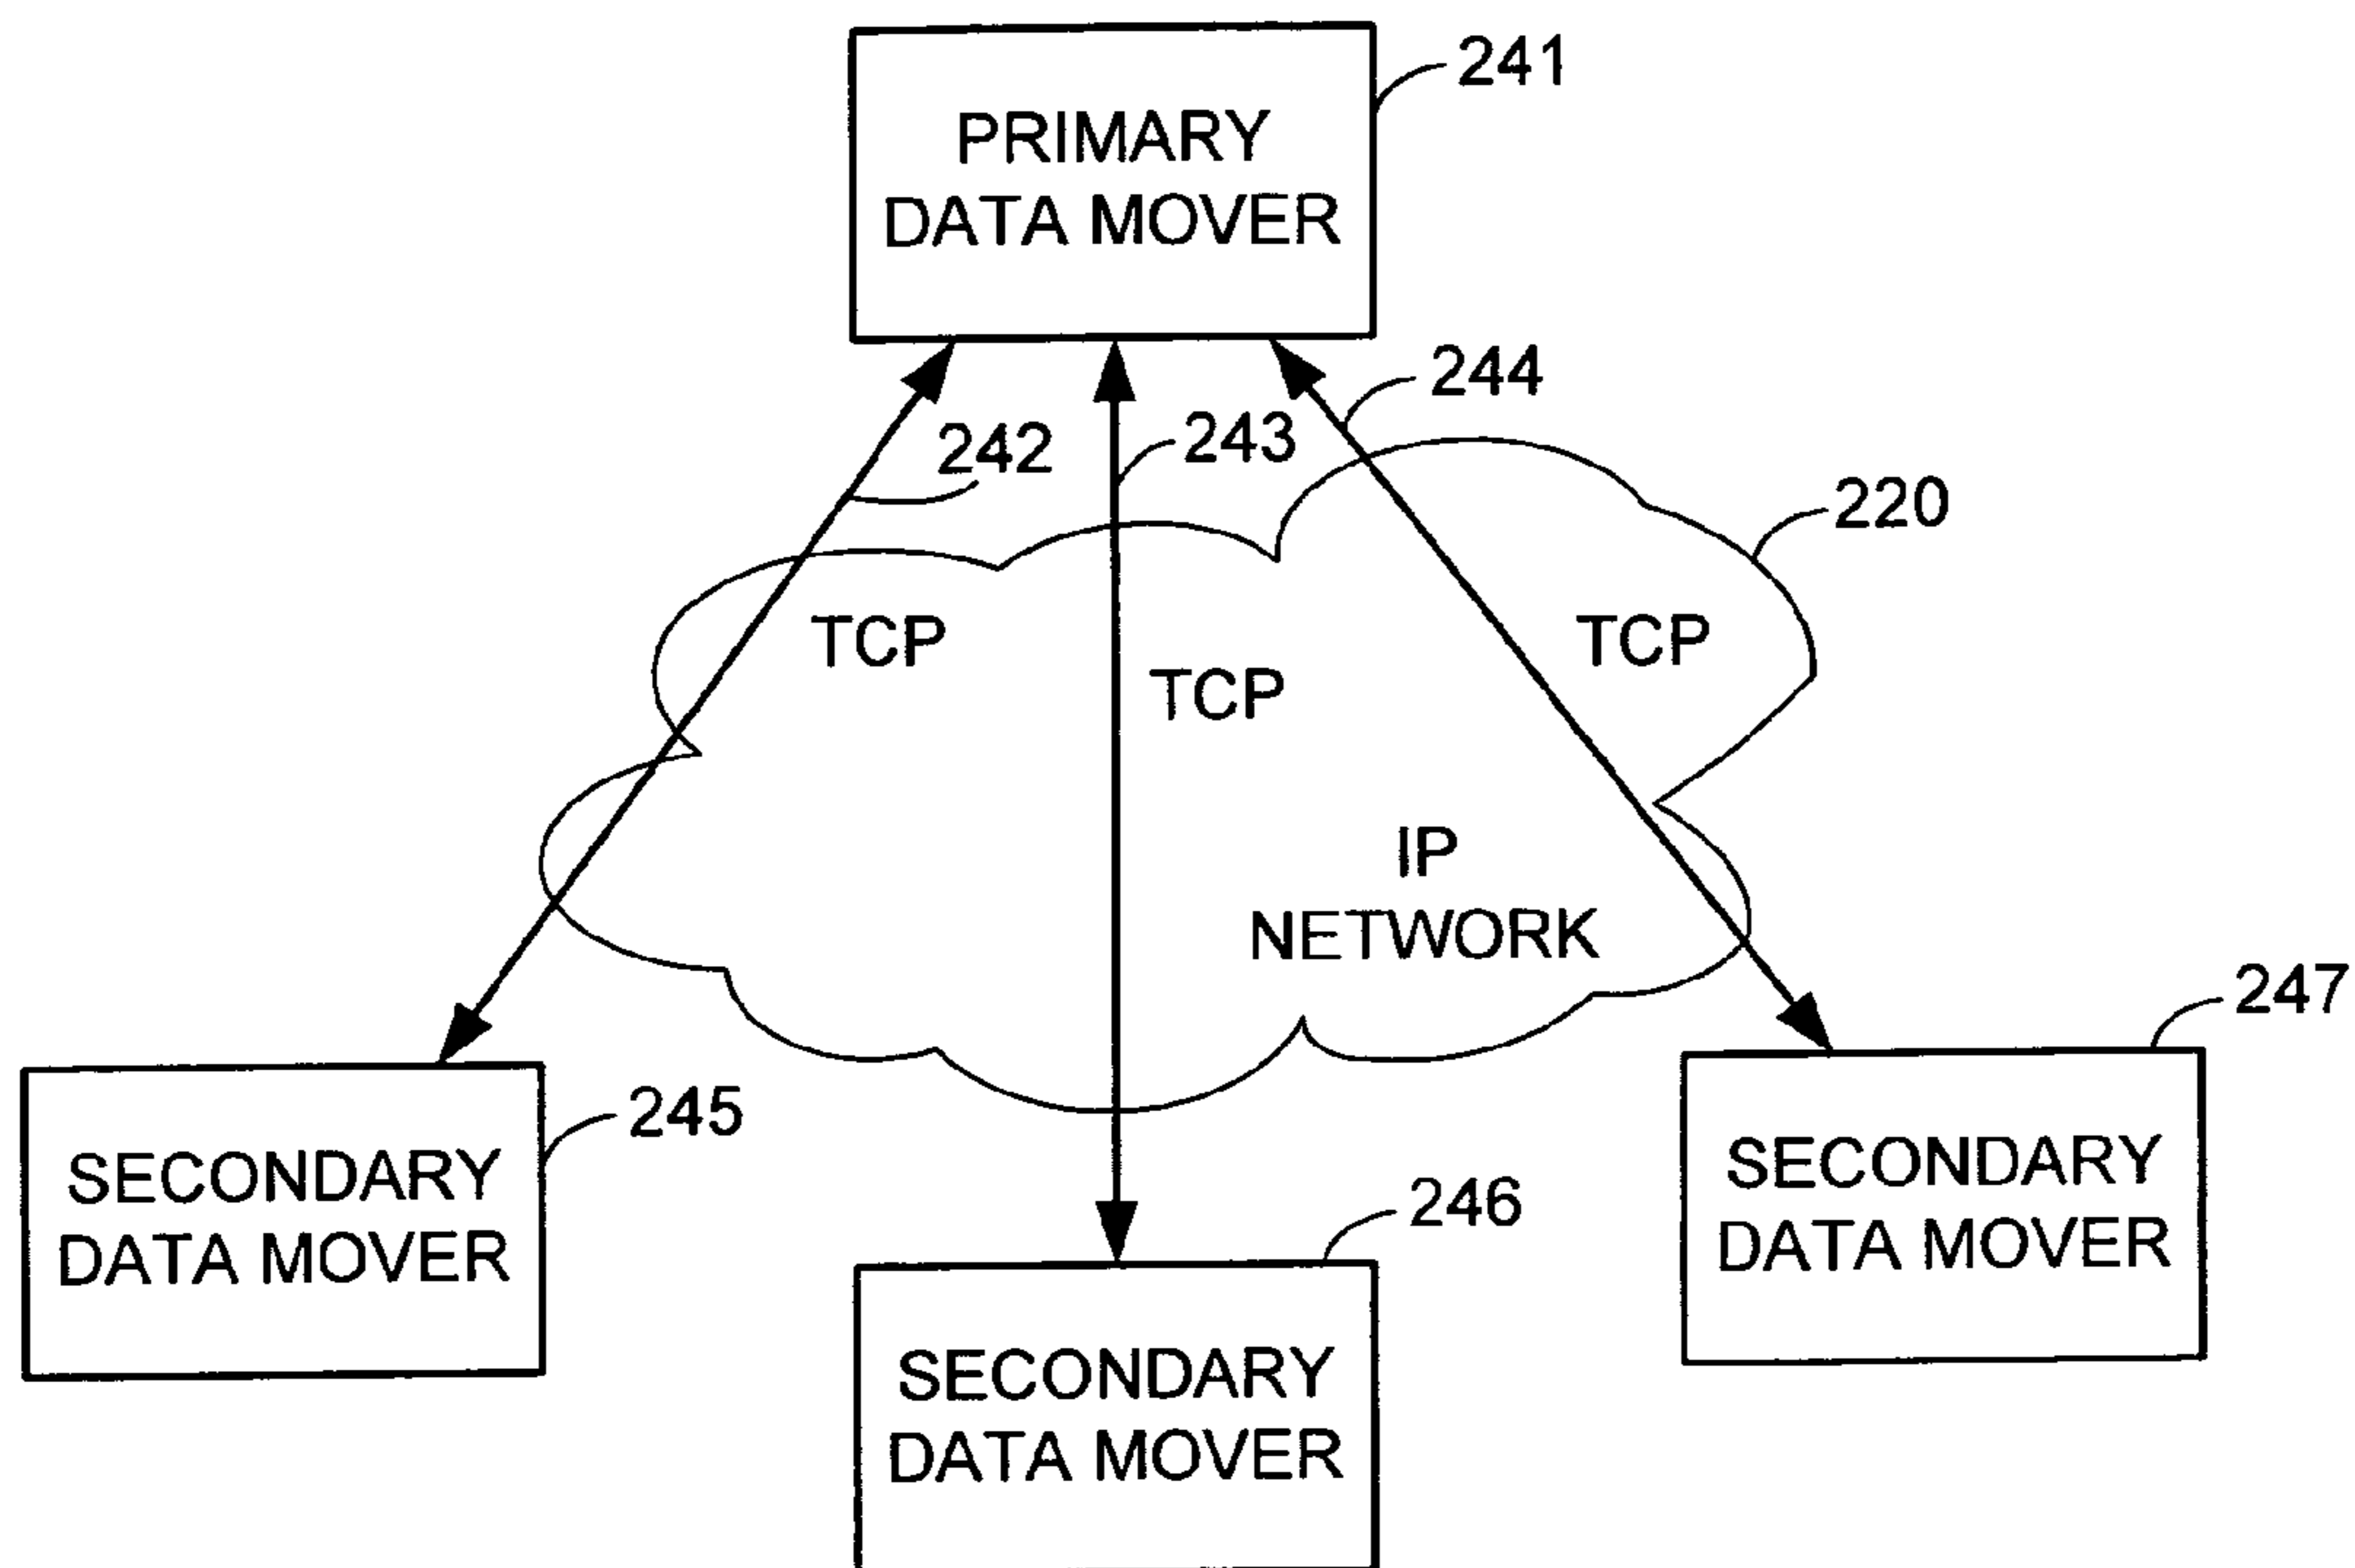 241
PRIMARY
DATA MOVER
244
242
243
220
TCP
TCP
TCP
IP
NETWORK
247
245
SECONDARY
DATA MOVER
SECONDARY
DATA MOVER
246
SECONDARY
DATA MOVER